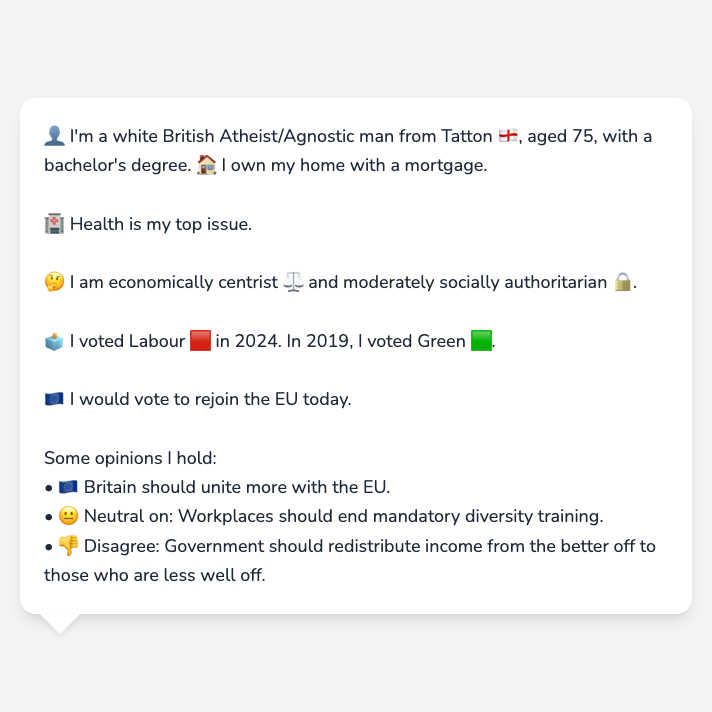 👤 I'm a white British Atheist/Agnostic man from Tatton 🏴󠁧󠁢󠁥󠁮󠁧󠁿, aged 75, with a
bachelor's degree. 🏠 I own my home with a mortgage.
🏥 Health is my top issue.
🤔 I am economically centrist ⚖️ and moderately socially authoritarian 🔒.
🗳️ I voted Labour 🟥 in 2024. In 2019, I voted Green 🟩.
🇪🇺 I would vote to rejoin the EU today.
Some opinions I hold:
• 🇪🇺 Britain should unite more with the EU.
• 😐 Neutral on: Workplaces should end mandatory diversity training.
• 👎 Disagree: Government should redistribute income from the better off to
those who are less well off.